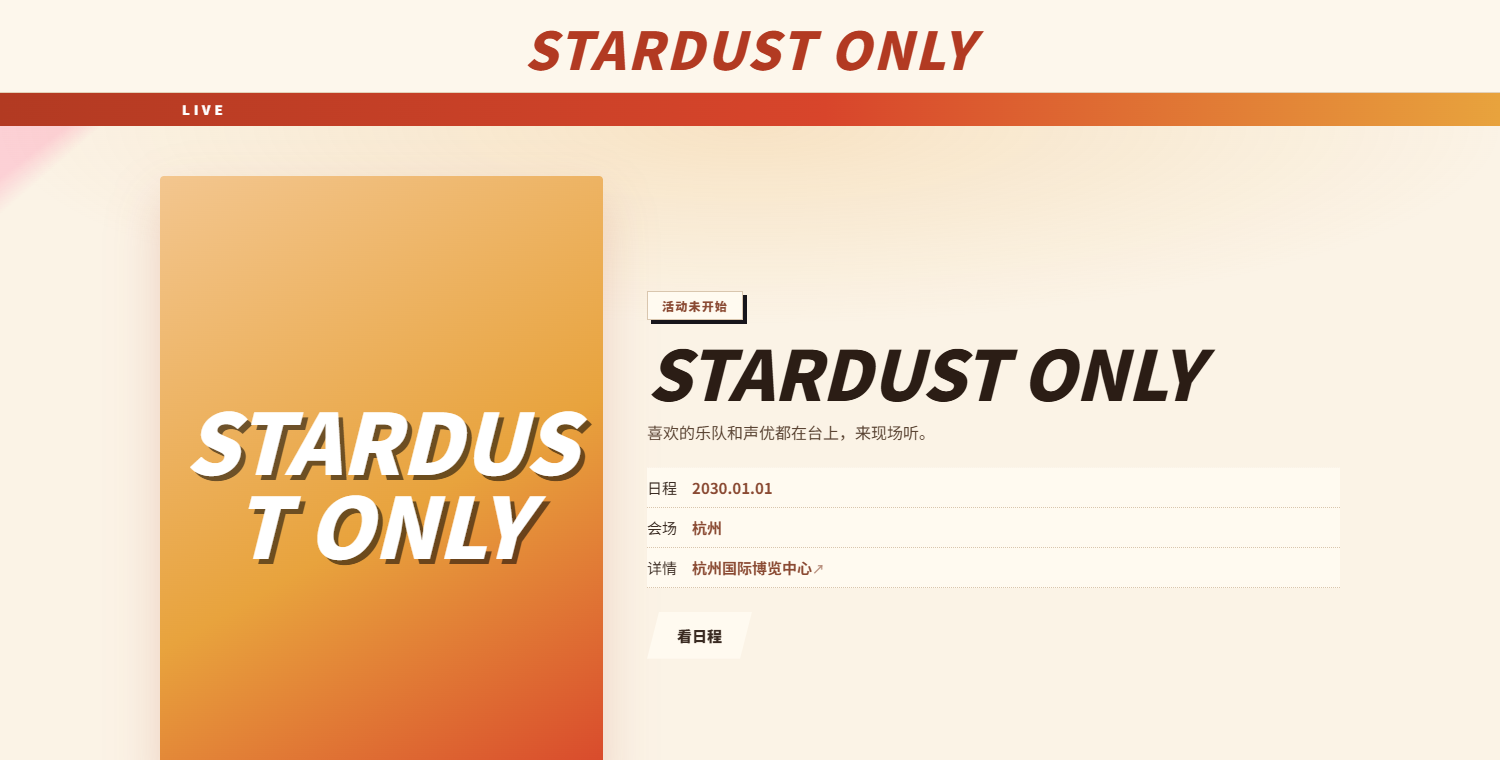 STARDUST ONLY
LIVE
STARDUS
T ONLY
活动未开始
STARDUST ONLY
喜欢的乐队和声优都在台上，来现场听。
日程 2030.01.01
会场 杭州
详情 杭州国际博览中心↗
看日程